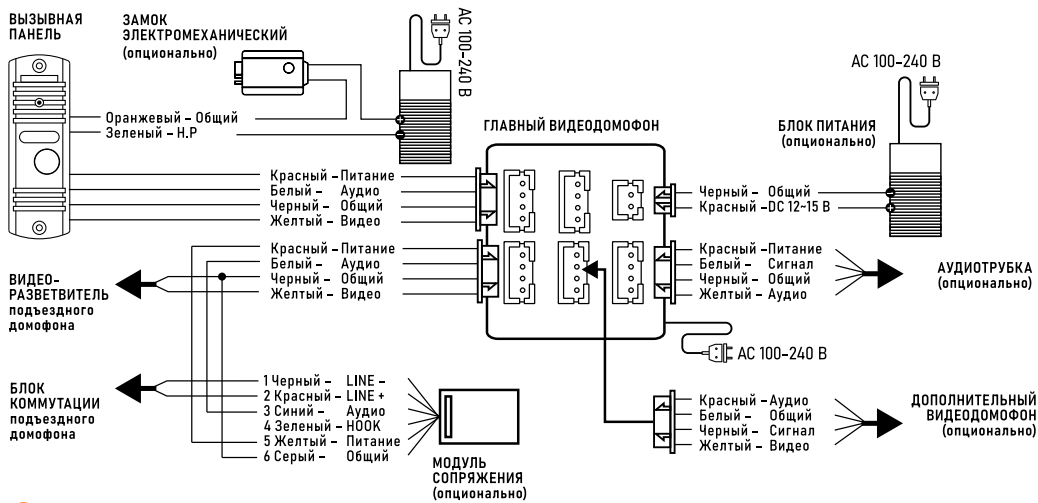 ВЫЗЫВНАЯ
ПАНЕЛЬ
ЗАМОК
ЭЛЕКТРОМЕХАНИЧЕСКИЙ
(опционально)
AC 100-240 В
Оранжевый - Общий
Зеленый - Н.Р
ГЛАВНЫЙ ВИДЕОДОМОФОН
БЛОК ПИТАНИЯ
(опционально)
AC 100-240 В
Красный - Питание
Белый - Аудио
Черный - Общий
Желтый - Видео
Черный - Общий
Красный - DC 12~15 В
Красный - Питание
Белый - Аудио
Черный - Общий
Желтый - Видео
Красный - Питание
Белый - Сигнал
Черный - Общий
Желтый - Аудио
ВИДЕО-
РАЗВЕТВИТЕЛЬ
подъездного
домофона
АУДИОТРУБКА
(опционально)
AC 100-240 В
БЛОК
КОММУТАЦИИ
подъездного
домофона
1 Черный - LINE -
2 Красный - LINE +
3 Синий - Аудио
4 Зеленый - HOOK
5 Желтый - Питание
6 Серый - Общий
МОДУЛЬ
СОПРЯЖЕНИЯ
(опционально)
Красный - Аудио
Белый - Общий
Черный - Сигнал
Желтый - Видео
ДОПОЛНИТЕЛЬНЫЙ
ВИДЕОДОМОФОН
(опционально)